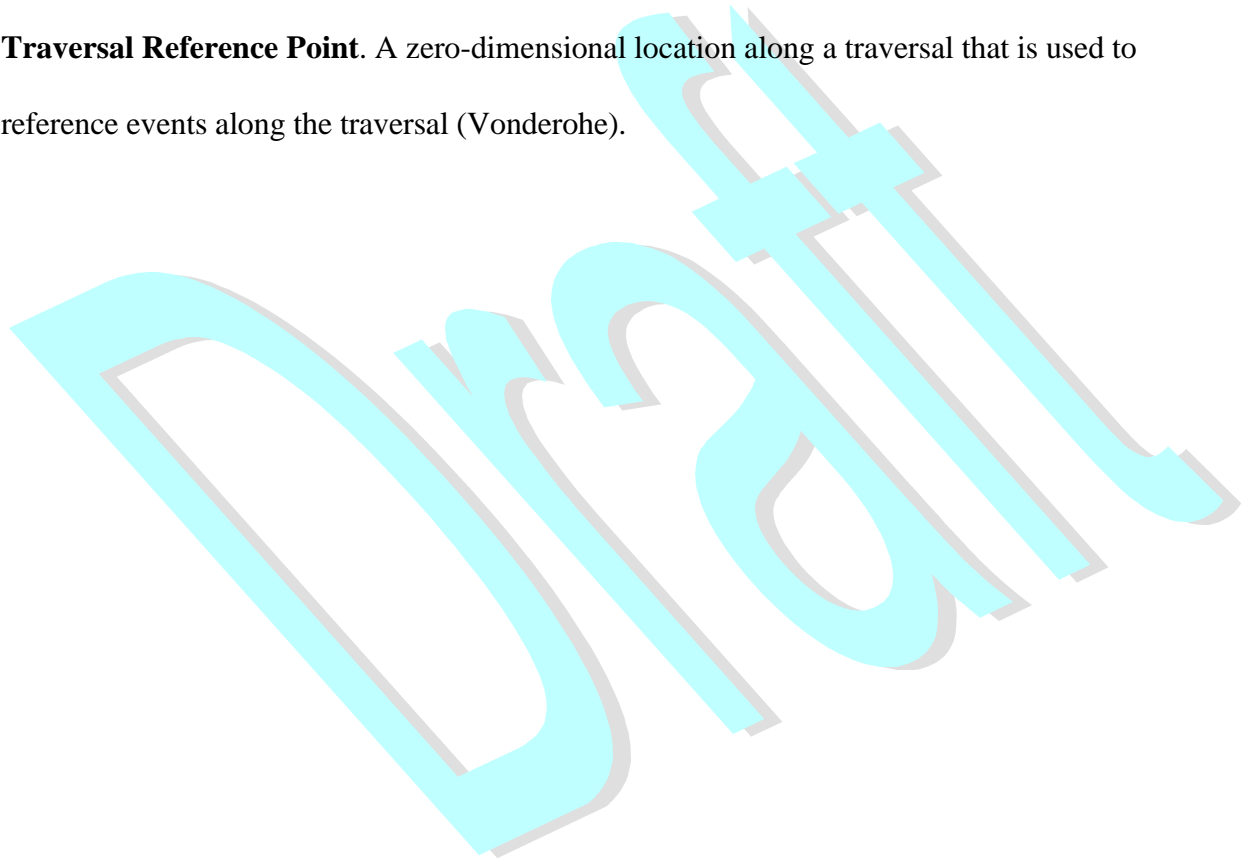 Traversal Reference Point. A zero-dimensional location along a traversal that is used to
reference events along the traversal (Vonderohe).
Draft